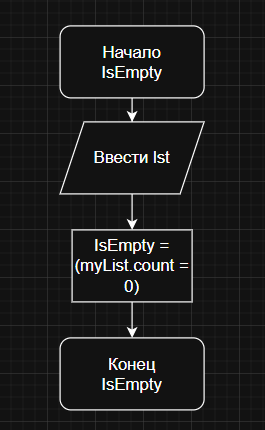 Начало
IsEmpty
Ввести lst
IsEmpty =
(myList.count =
0)
Конец
IsEmpty